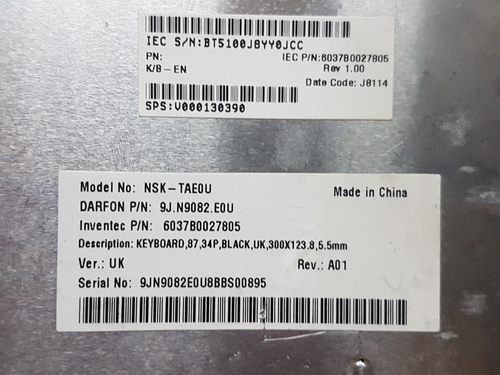 IEC S/N:BT5100J8YY0JCC
PN: IEC P/N:6037B0027805
K/B-EN Rev 1.00
Date Code: J8114
SPS:V000130390
Model No: NSK-TAE0U Made in China
DARFON P/N: 9J.N9082.E0U
Inventec P/N: 6037B0027805
Description: KEYBOARD,87,34P,BLACK,UK,300X123.8,5.5mm
Ver.: UK Rev.: A01
Serial No.: 9JN9082E0U8BBS00895